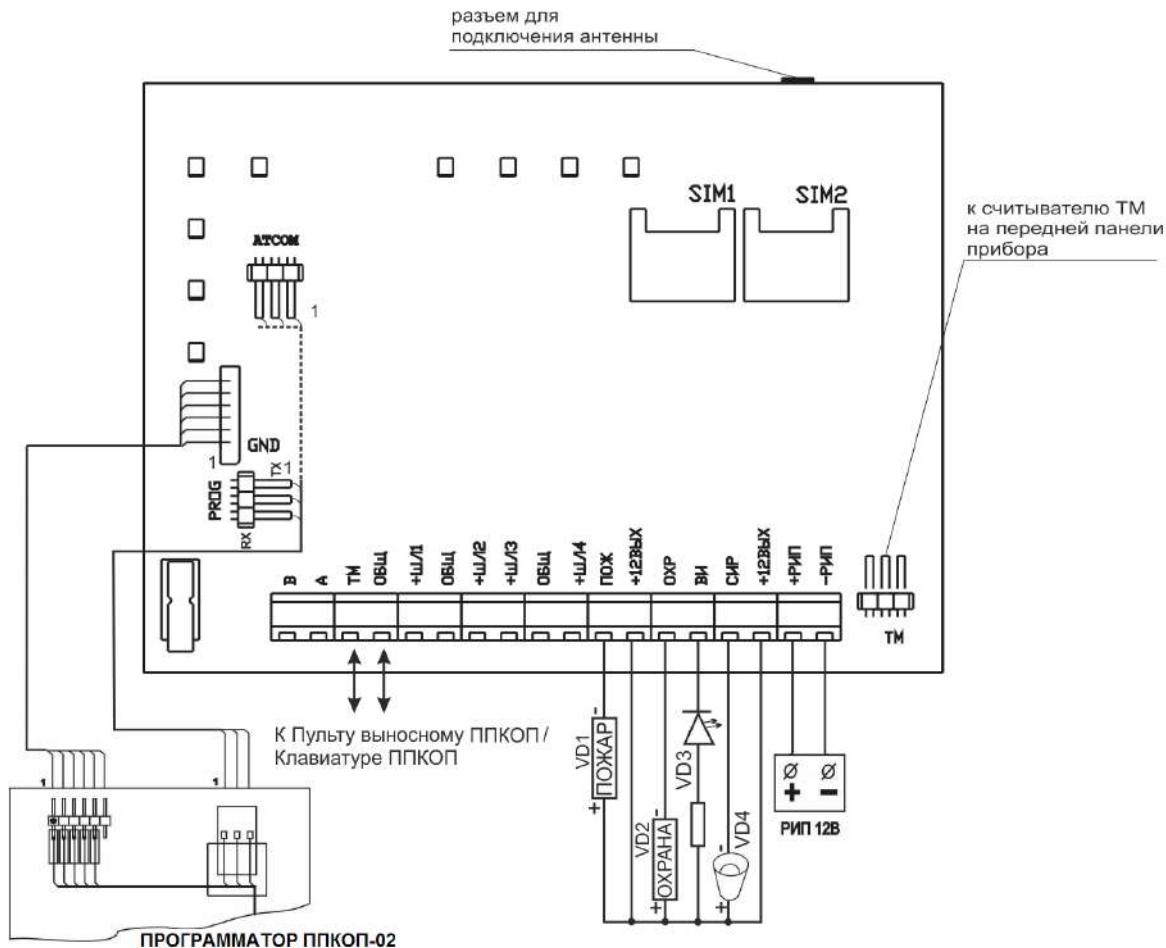 разъем для
подключения антенны
SIM1
SIM2
к считывателю ТМ
на передней панели
прибора
ATCOM
1
GND
1
TX 1
PROG
RX
B
A
ТМ
ОБЩ
+ШЛ1
ОБЩ
+ШЛ2
+ШЛ3
ОБЩ
+ШЛ4
ПОЖ
+12ВЫХ
ОХР
ВИ
СИР
+12ВЫХ
+РИП
-РИП
ТМ
К Пульту выносному ППКОП /
Клавиатуре ППКОП
VD1
- ПОЖАР +
VD2
- ОХРАНА +
VD3
VD4
-
+
+ -
РИП 12В
1
1
ПРОГРАММАТОР ППКОП-02